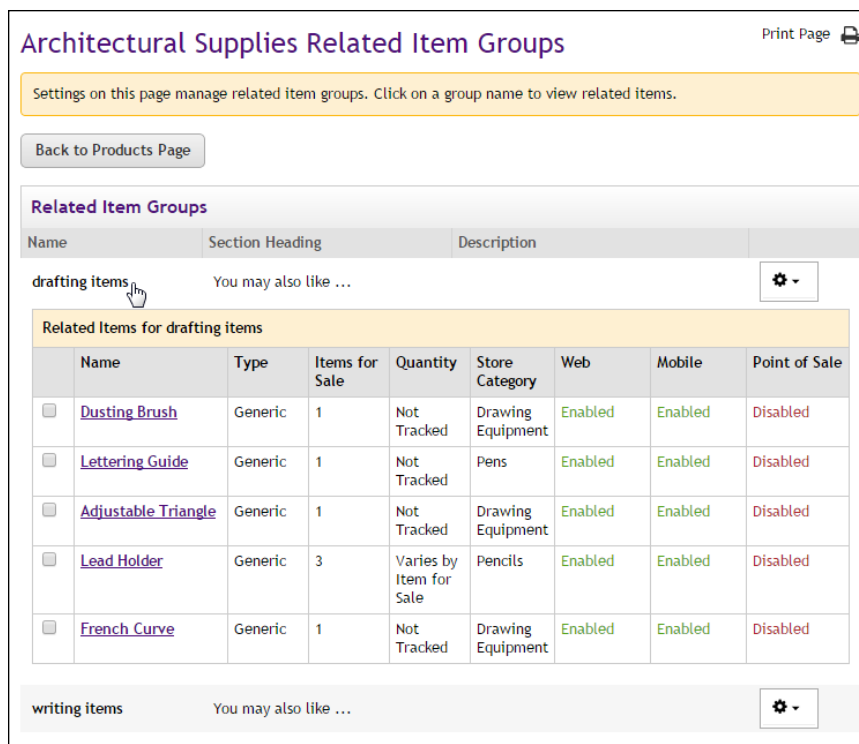 Architectural Supplies Related Item Groups
Print Page
Settings on this page manage related item groups. Click on a group name to view related items.
Back to Products Page
Related Item Groups
Name Section Heading Description
drafting items You may also like ...
Related Items for drafting items
Name Type Items for Sale Quantity Store Category Web Mobile Point of Sale
Dusting Brush Generic 1 Not Tracked Drawing Equipment Enabled Enabled Disabled
Lettering Guide Generic 1 Not Tracked Pens Enabled Enabled Disabled
Adjustable Triangle Generic 1 Not Tracked Drawing Equipment Enabled Enabled Disabled
Lead Holder Generic 3 Varies by Item for Sale Pencils Enabled Enabled Disabled
French Curve Generic 1 Not Tracked Drawing Equipment Enabled Enabled Disabled
writing items You may also like ...